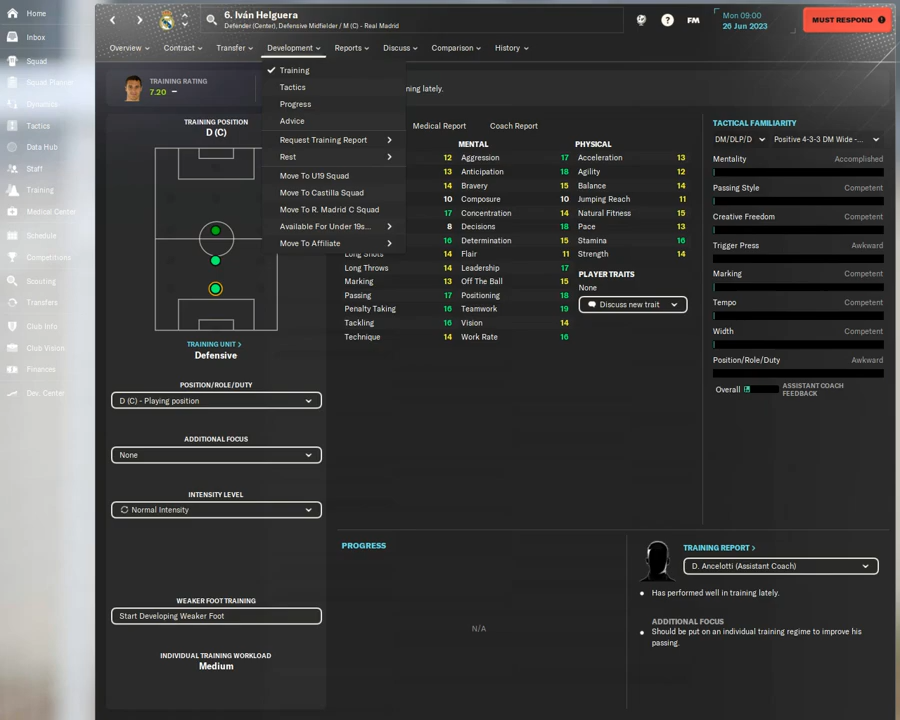 Home
Inbox
Squad
Squad Planner
Dynamics
Tactics
Data Hub
Staff
Training
Medical Center
Schedule
Competitions
Scouting
Transfers
Club Info
Club Vision
Finances
Dev. Center
6. Iván Helguera
Defender (Center), Defensive Midfielder / M (C) - Real Madrid
FM
Mon 09:00
26 Jun 2023
MUST RESPOND
Overview
Contract
Transfer
Development
Reports
Discuss
Comparison
History
TRAINING RATING
7.20 –
Training
Tactics
Progress
Advice
Request Training Report
Rest
Move To U19 Squad
Move To Castilla Squad
Move To R. Madrid C Squad
Available For Under 19s...
Move To Affiliate
ning lately.
TRAINING POSITION
D (C)
TRAINING UNIT >
Defensive
POSITION/ROLE/DUTY
D (C) - Playing position
ADDITIONAL FOCUS
None
INTENSITY LEVEL
Normal Intensity
WEAKER FOOT TRAINING
Start Developing Weaker Foot
INDIVIDUAL TRAINING WORKLOAD
Medium
Medical Report
Coach Report
12
13
14
10
17
8
16
Long Shots 14
Long Throws 14
Marking 13
Passing 17
Penalty Taking 16
Tackling 16
Technique 14
MENTAL
Aggression 17
Anticipation 18
Bravery 15
Composure 10
Concentration 14
Decisions 18
Determination 15
Flair 11
Leadership 17
Off The Ball 15
Positioning 18
Teamwork 19
Vision 14
Work Rate 16
PHYSICAL
Acceleration 13
Agility 12
Balance 14
Jumping Reach 11
Natural Fitness 15
Pace 13
Stamina 16
Strength 14
PLAYER TRAITS
None
Discuss new trait
TACTICAL FAMILIARITY
DM/DLP/D
Positive 4-3-3 DM Wide -...
Mentality Accomplished
Passing Style Competent
Creative Freedom Competent
Trigger Press Awkward
Marking Competent
Tempo Competent
Width Competent
Position/Role/Duty Awkward
Overall
ASSISTANT COACH
FEEDBACK
PROGRESS
N/A
TRAINING REPORT >
D. Ancelotti (Assistant Coach)
Has performed well in training lately.
ADDITIONAL FOCUS
Should be put on an individual training regime to improve his
passing.